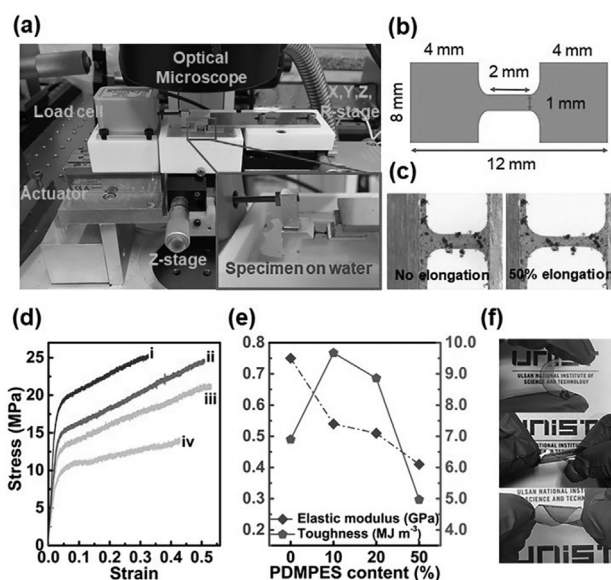 (a)
Optical
Microscope
X,Y,Z,
R-stage
Load cell
Actuator
Z-stage
Specimen on water
(b)
4 mm
4 mm
2 mm
8 mm
1 mm
12 mm
(c)
No elongation
50% elongation
(d)
25
20
15
10
5
0
0.0 0.1 0.2 0.3 0.4 0.5
Stress (MPa)
Strain
i
ii
iii
iv
(e)
0.8
0.7
0.6
0.5
0.4
0.3
10.0
9.0
8.0
7.0
6.0
5.0
4.0
Elastic modulus (GPa)
Toughness (MJ m⁻³)
0 10 20 50
PDMPES content (%)
(f)
UNIST
ULSAN NATIONAL INSTITUTE OF
SCIENCE AND TECHNOLOGY
UNIST
ULSAN NATIONAL INSTITUTE OF
UNIST